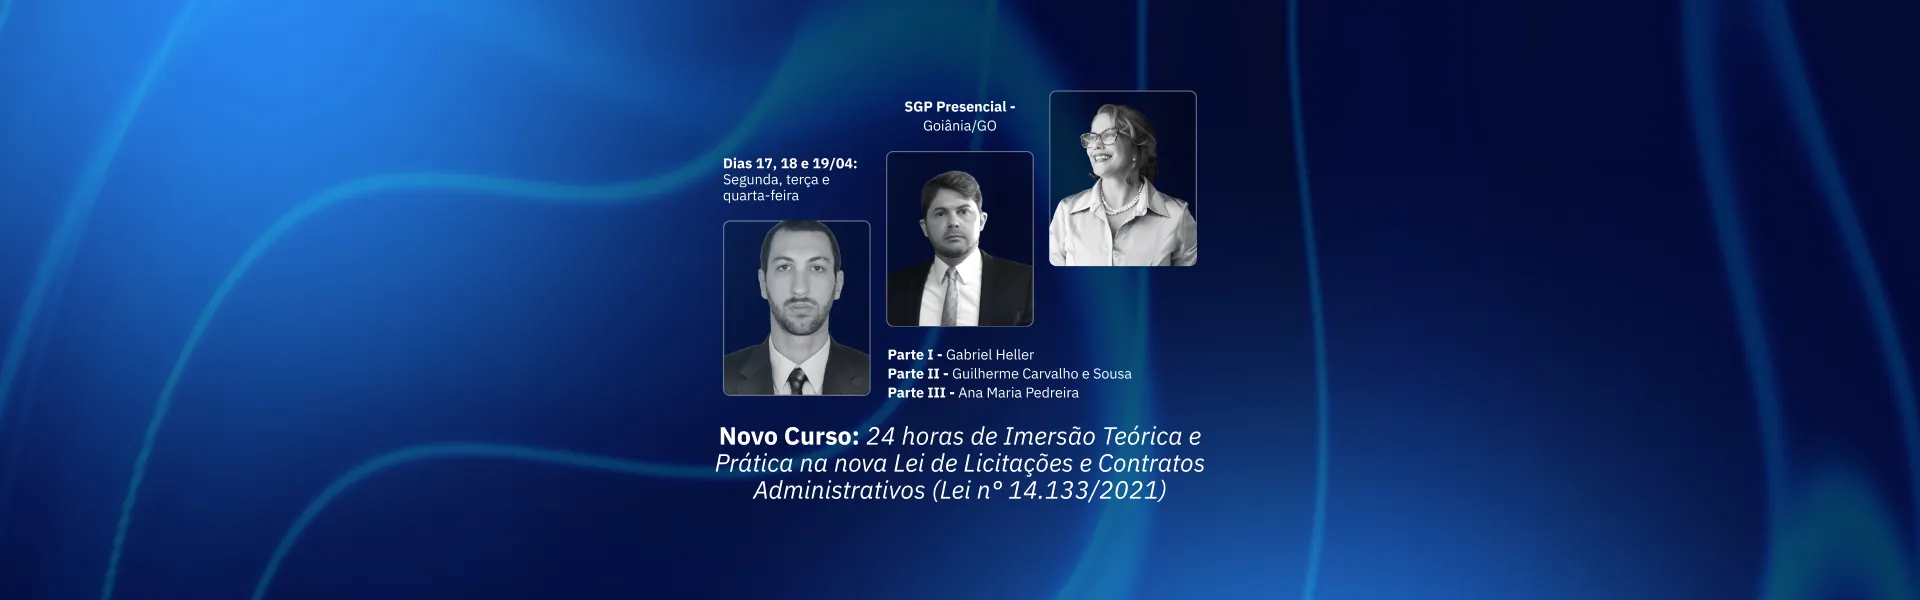 SGP Presencial -
Goiânia/GO
Dias 17, 18 e 19/04:
Segunda, terça e
quarta-feira
Parte I - Gabriel Heller
Parte II - Guilherme Carvalho e Sousa
Parte III - Ana Maria Pedreira
Novo Curso: 24 horas de Imersão Teórica e
Prática na nova Lei de Licitações e Contratos
Administrativos (Lei nº 14.133/2021)